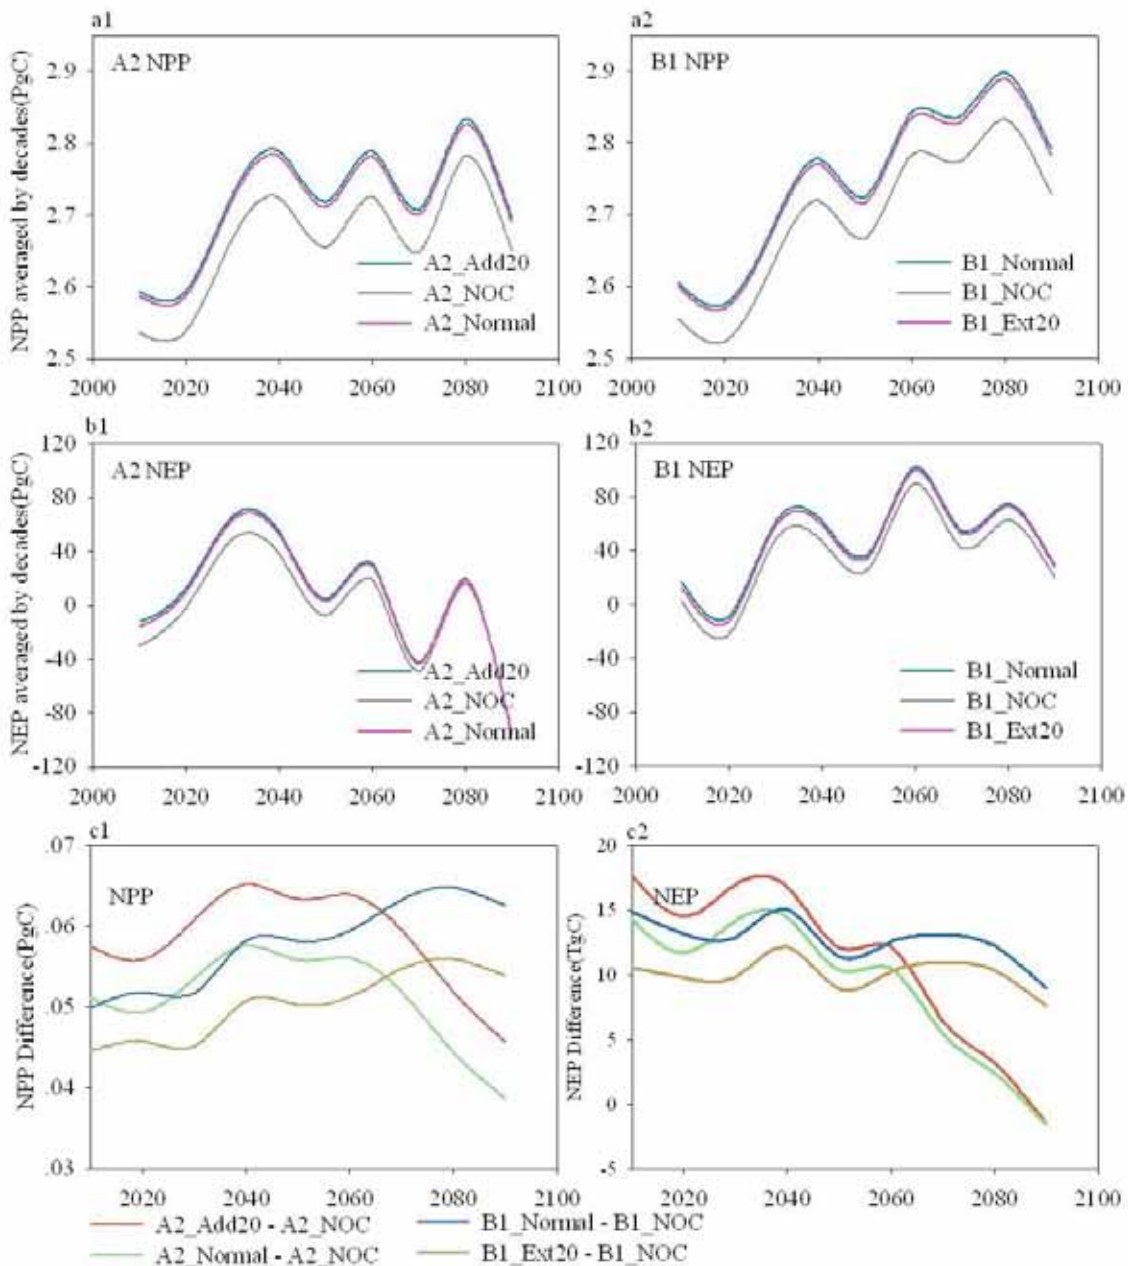 a1
a2
A2 NPP
B1 NPP
NPP averaged by decades(PgC)
2.9
2.8
2.7
2.6
2.5
2.9
2.8
2.7
2.6
2.5
A2_Add20
A2_NOC
A2_Normal
B1_Normal
B1_NOC
B1_Ext20
2000 2020 2040 2060 2080 2100
2000 2020 2040 2060 2080 2100
b1
b2
A2 NEP
B1 NEP
NEP averaged by decades(PgC)
120
80
40
0
-40
-80
-120
120
80
40
0
-40
-80
-120
A2_Add20
A2_NOC
A2_Normal
B1_Normal
B1_NOC
B1_Ext20
2000 2020 2040 2060 2080 2100
2000 2020 2040 2060 2080 2100
c1
c2
NPP
NEP
NPP Difference(PgC)
.07
.06
.05
.04
.03
NEP Difference(TgC)
20
15
10
5
0
-5
2020 2040 2060 2080 2100
2020 2040 2060 2080 2100
A2_Add20 - A2_NOC
B1_Normal - B1_NOC
A2_Normal - A2_NOC
B1_Ext20 - B1_NOC